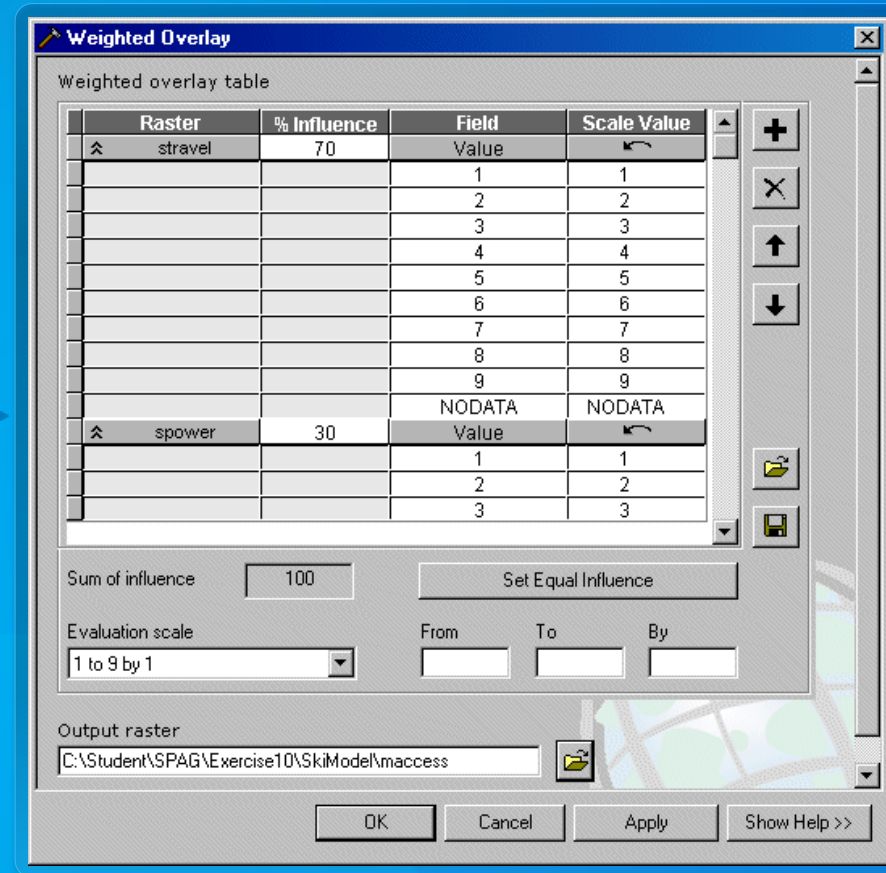 Weighted Overlay
Weighted overlay table
Raster % Influence Field Scale Value
stravel 70 Value
1 1
2 2
3 3
4 4
5 5
6 6
7 7
8 8
9 9
NODATA NODATA
spower 30 Value
1 1
2 2
3 3
Sum of influence 100 Set Equal Influence
Evaluation scale From To By
1 to 9 by 1
Output raster
C:\Student\SPAG\Exercise10\SkiModel\maccess
OK Cancel Apply Show Help >>